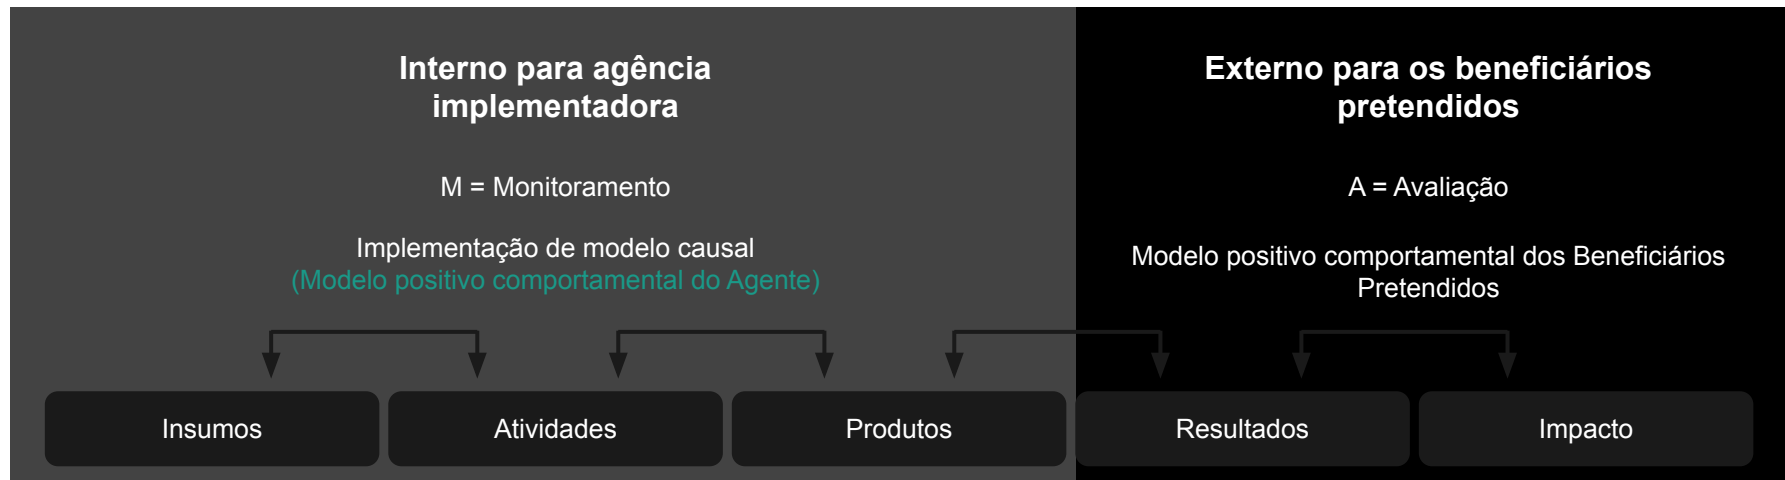 Interno para agência
implementadora
M = Monitoramento
Implementação de modelo causal
(Modelo positivo comportamental do Agente)
Externo para os beneficiários
pretendidos
A = Avaliação
Modelo positivo comportamental dos Beneficiários
Pretendidos
Insumos
Atividades
Produtos
Resultados
Impacto